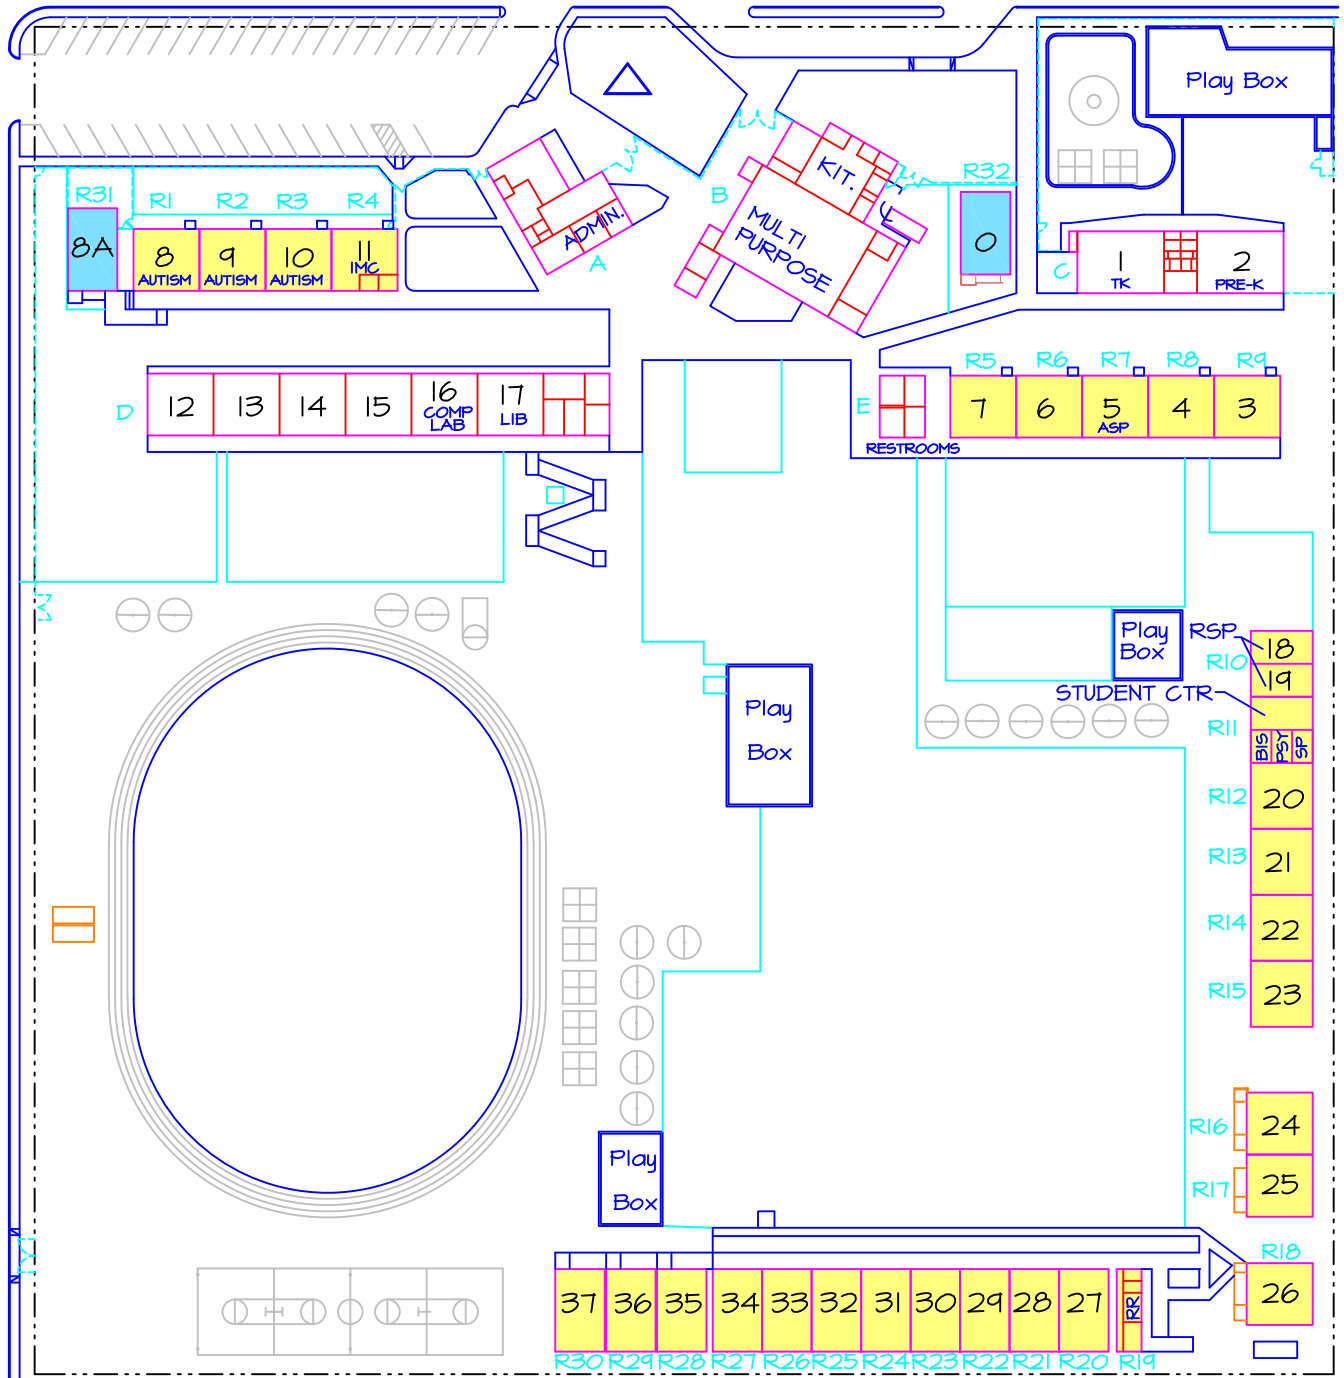 Play Box
R31
R1
R2
R3
R4
B
KIT.
R32
8A
8
AUTISM
9
AUTISM
10
AUTISM
11
IMC
ADMIN.
A
MULTI
PURPOSE
0
C
1
TK
2
PRE-K
R5
R6
R7
R8
R9
D
12
13
14
15
16
COMP
LAB
17
LIB
E
7
6
5
ASP
4
3
RESTROOMS
Play
Box
RSP
18
R10
19
STUDENT CTR
Play
Box
R11
BIS
PSY
SP
R12
20
R13
21
R14
22
R15
23
R16
24
Play
Box
R17
25
R18
26
37
36
35
34
33
32
31
30
29
28
27
RR
R30
R29
R28
R27
R26
R25
R24
R23
R22
R21
R20
R19